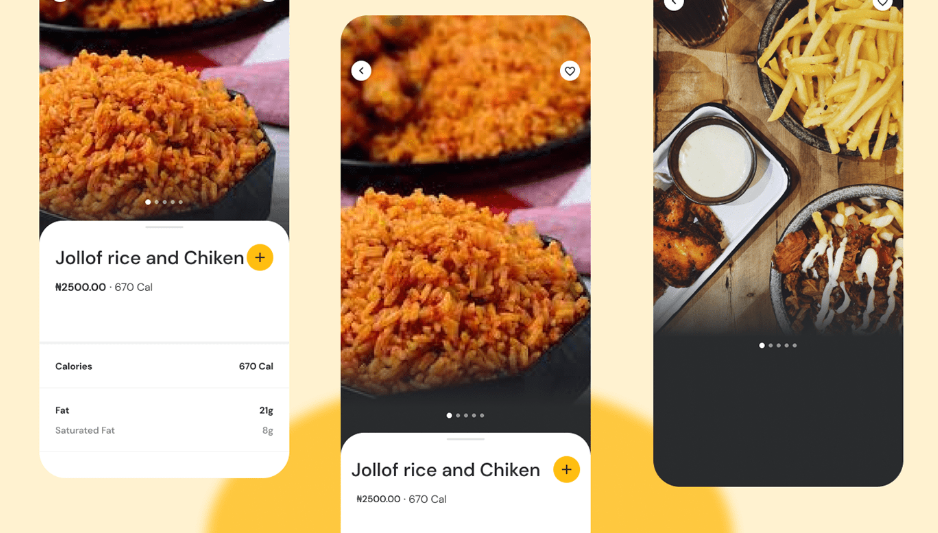 Jollof rice and Chiken
₦2500.00 · 670 Cal
Calories 670 Cal
Fat 21g
Saturated Fat 8g
Jollof rice and Chiken
₦2500.00 · 670 Cal